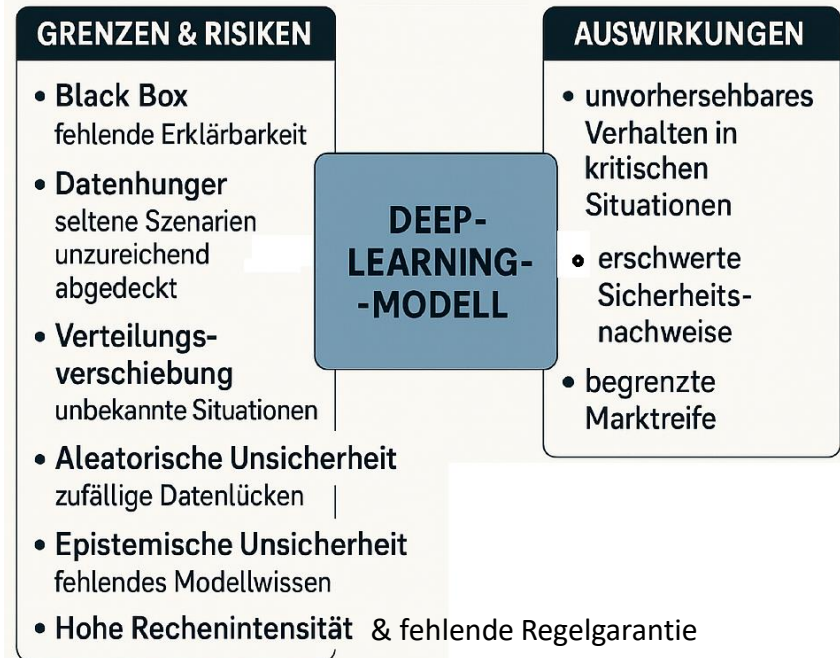 GRENZEN & RISIKEN
• Black Box
fehlende Erklärbarkeit
• Datenhunger
seltene Szenarien
unzureichend
abgedeckt
• Verteilungs-
verschiebung
unbekannte Situationen
• Aleatorische Unsicherheit
zufällige Datenlücken
• Epistemische Unsicherheit
fehlendes Modellwissen
• Hohe Rechenintensität & fehlende Regelgarantie
DEEP-
LEARNING-
-MODELL
AUSWIRKUNGEN
• unvorhersehbares
Verhalten in
kritischen
Situationen
• erschwerte
Sicherheits-
nachweise
• begrenzte
Marktreife